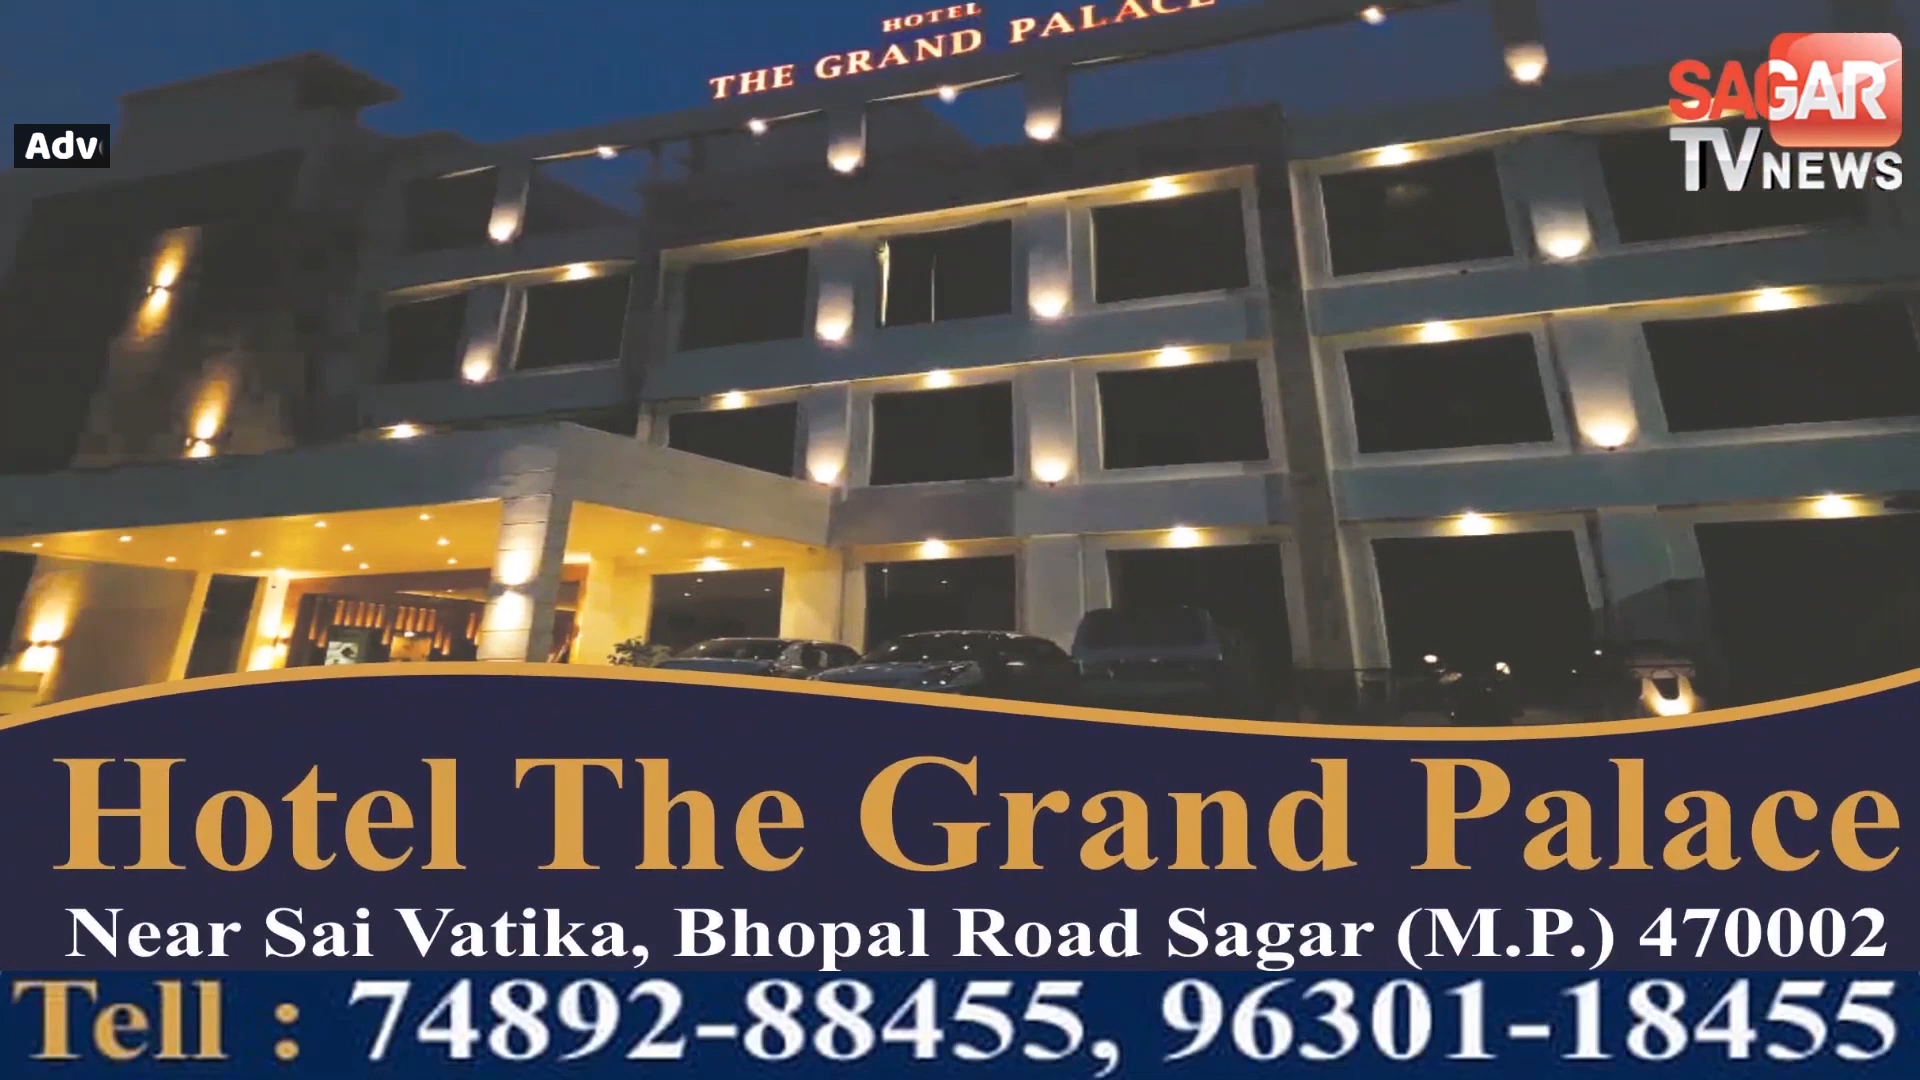 HOTEL
THE GRAND PALACE
SAGAR
TV NEWS
Adv
Hotel The Grand Palace
Near Sai Vatika, Bhopal Road Sagar (M.P.) 470002
Tell : 74892-88455, 96301-18455